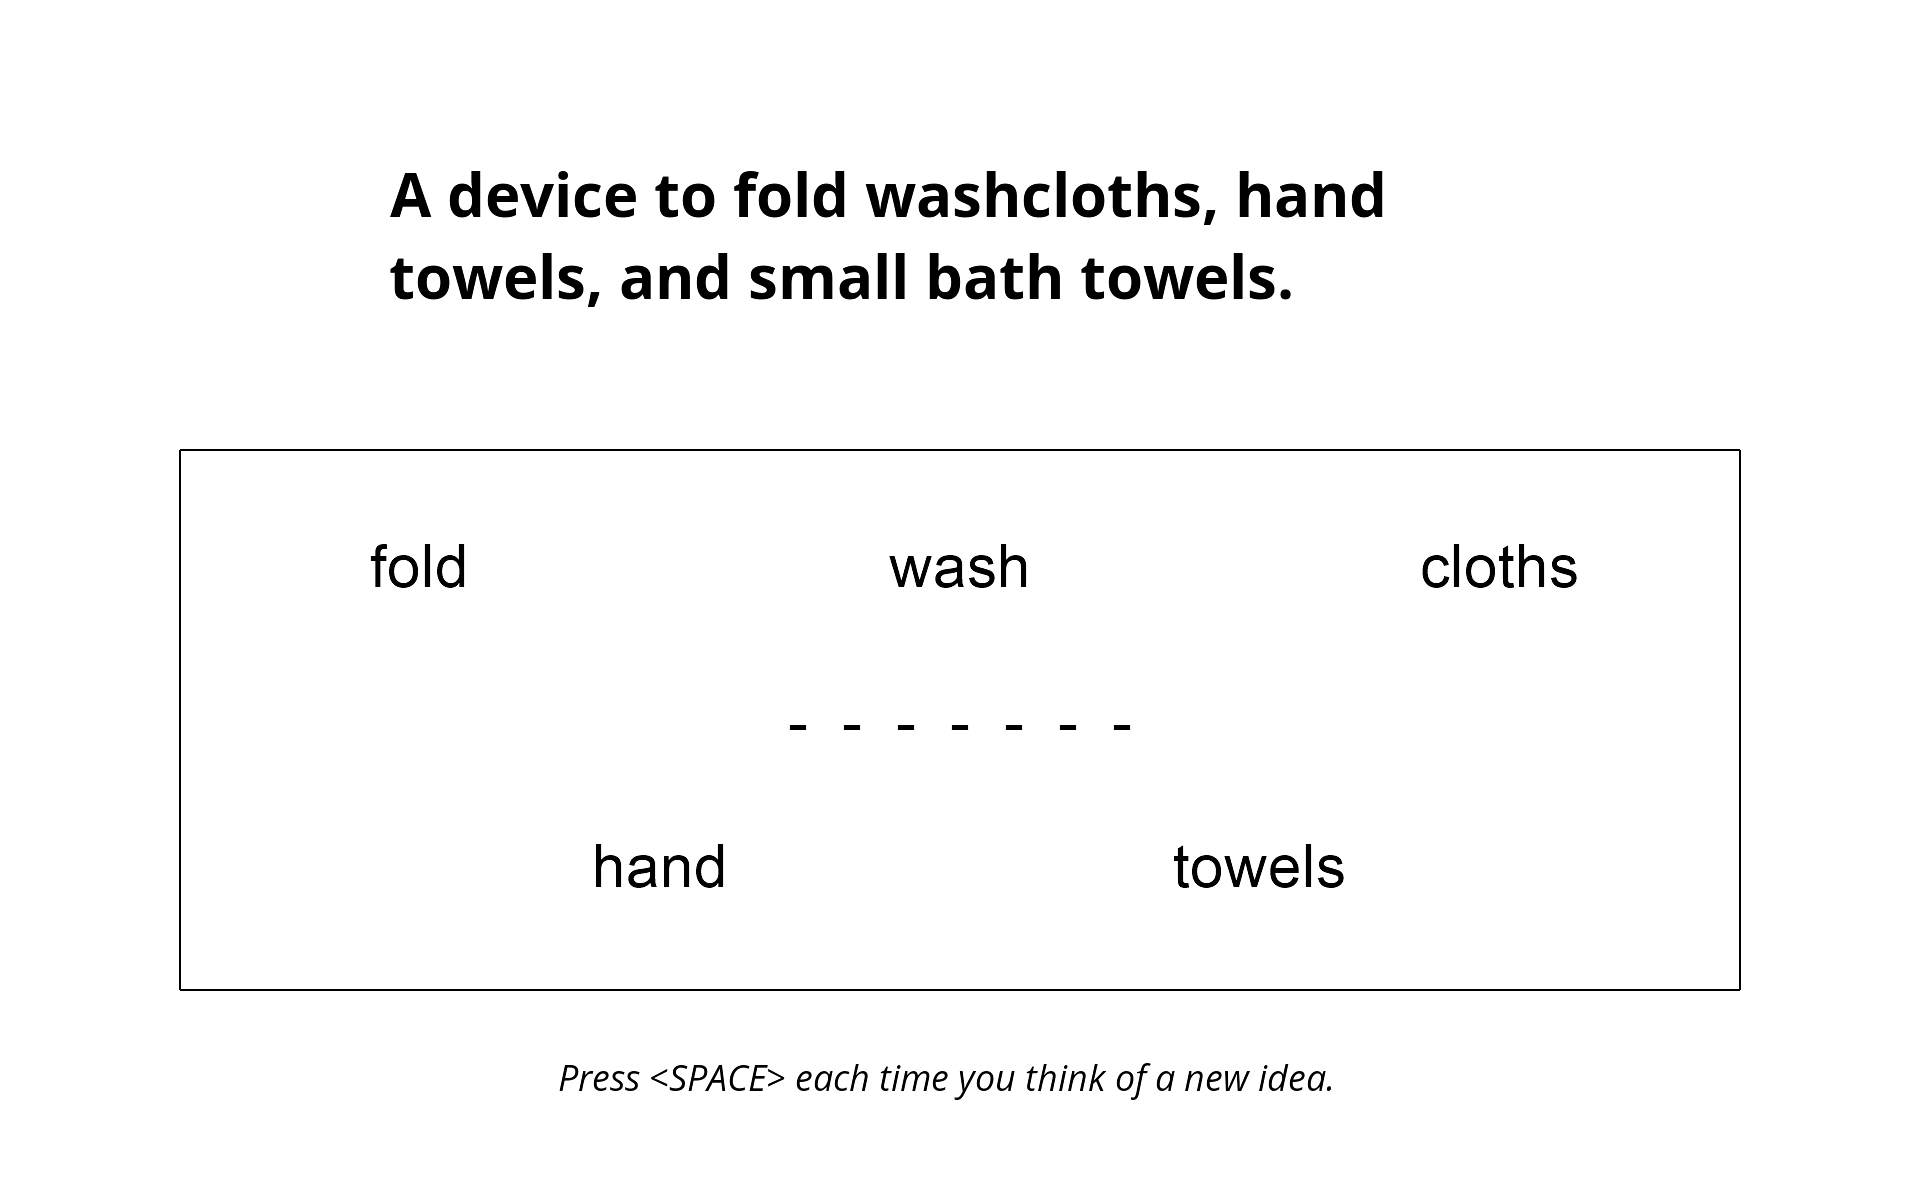 A device to fold washcloths, hand
towels, and small bath towels.
fold wash cloths
- - - - - - -
hand towels
Press <SPACE> each time you think of a new idea.